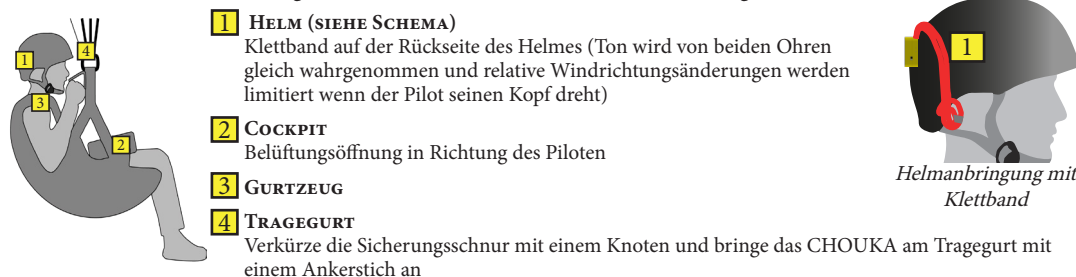 1 HELM (SIEHE SCHEMA)
Klettband auf der Rückseite des Helmes (Ton wird von beiden Ohren
gleich wahrgenommen und relative Windrichtungsänderungen werden
limitiert wenn der Pilot seinen Kopf dreht)
2 COCKPIT
Belüftungsöffnung in Richtung des Piloten
3 GURTZEUG
4 TRAGEGURT
Verkürze die Sicherungsschnur mit einem Knoten und bringe das CHOUKA am Tragegurt mit
einem Ankerstich an
1
4
3
2
1
Helmanbringung mit
Klettband